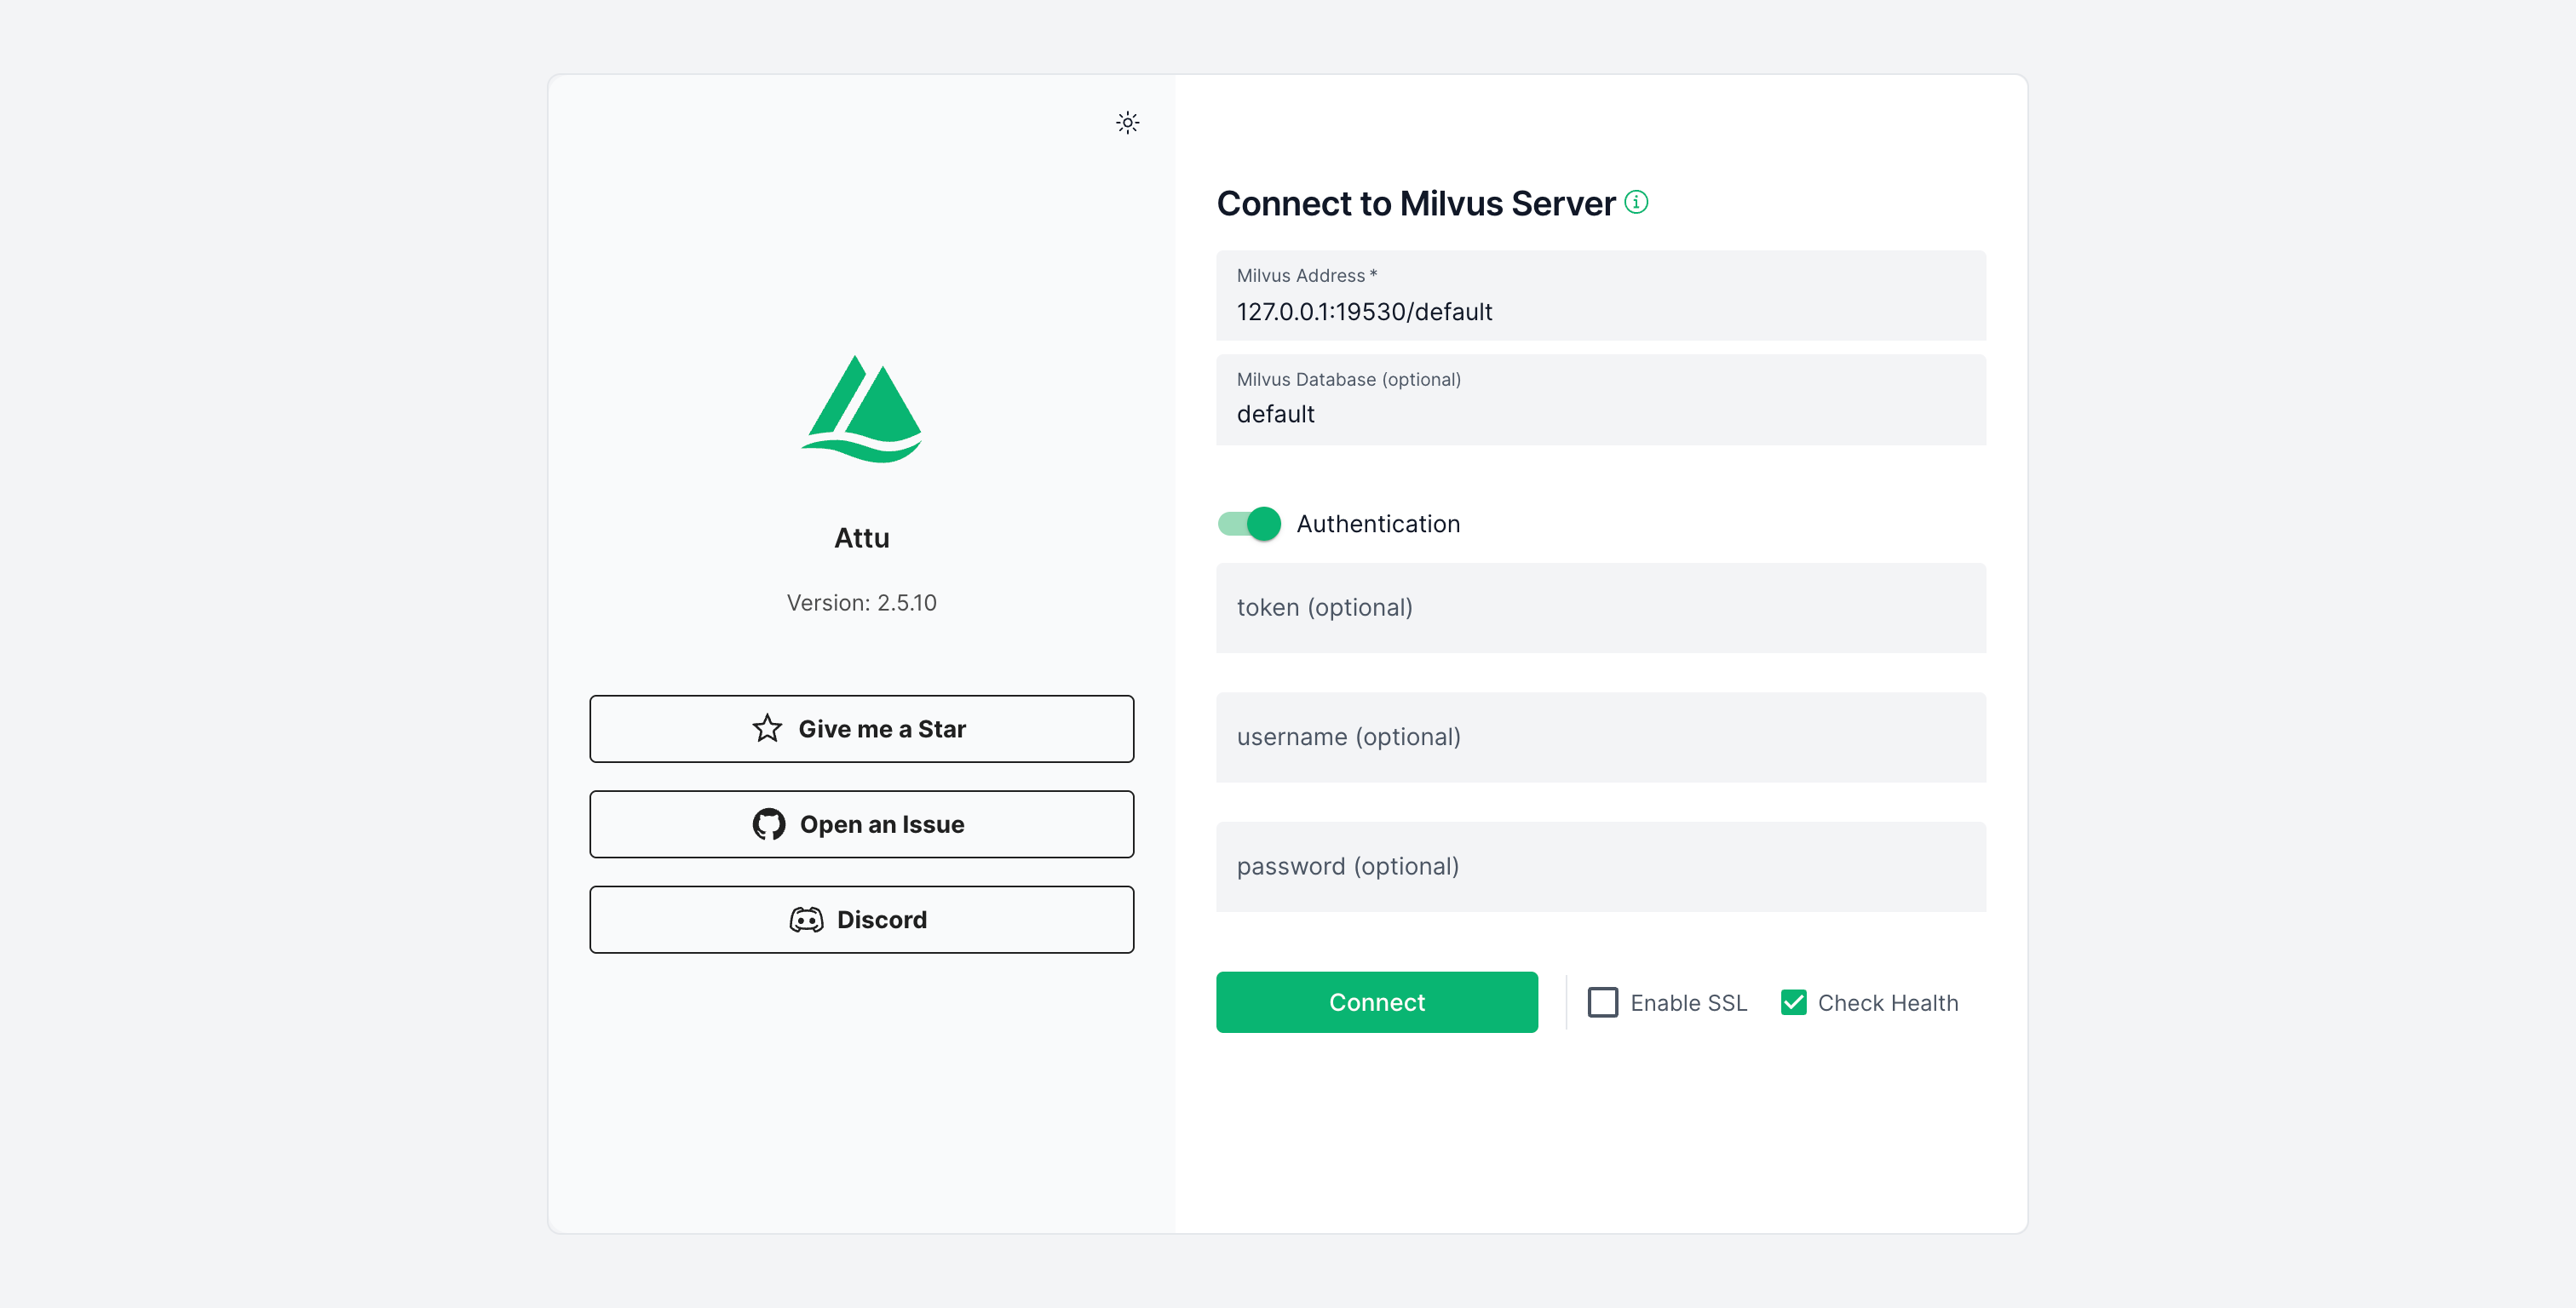 Attu
Version: 2.5.10
Give me a Star
Open an Issue
Discord
Connect to Milvus Server
Milvus Address *
127.0.0.1:19530/default
Milvus Database (optional)
default
Authentication
token (optional)
username (optional)
password (optional)
Connect
Enable SSL
Check Health